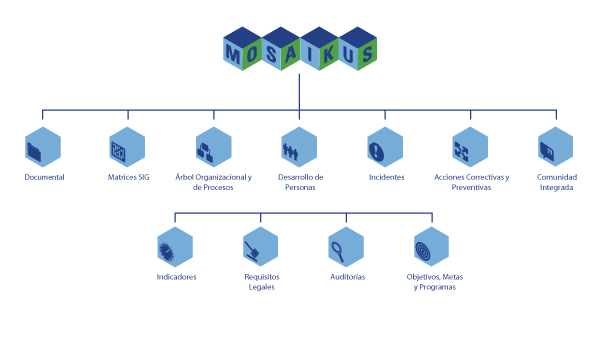 MOSAIKUS
Documental
Matrices SIG
Árbol Organizacional y
de Procesos
Desarrollo de
Personas
Incidentes
Acciones Correctivas y
Preventivas
Comunidad
Integrada
Indicadores
Requisitos
Legales
Auditorías
Objetivos, Metas
y Programas